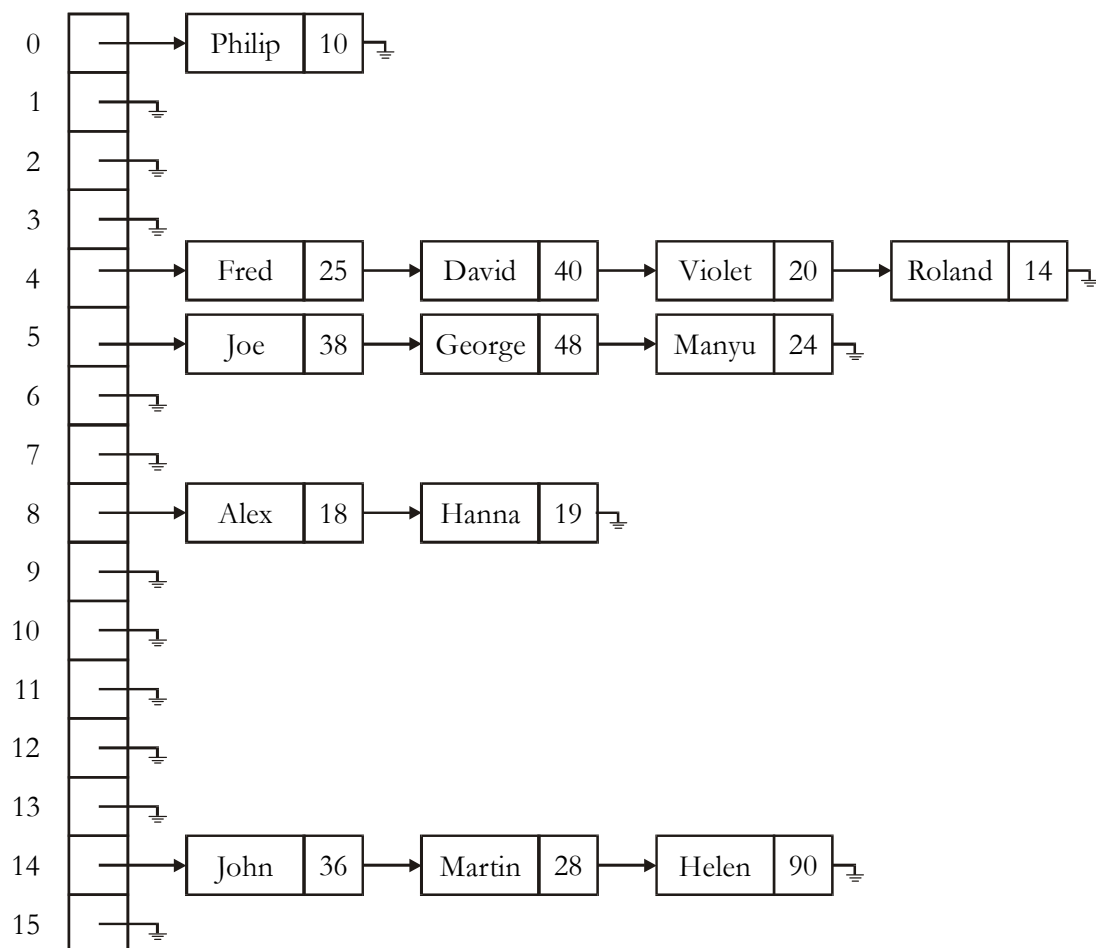 0 Philip 10
1
2
3
4 Fred 25 David 40 Violet 20 Roland 14
5 Joe 38 George 48 Manyu 24
6
7
8 Alex 18 Hanna 19
9
10
11
12
13
14 John 36 Martin 28 Helen 90
15